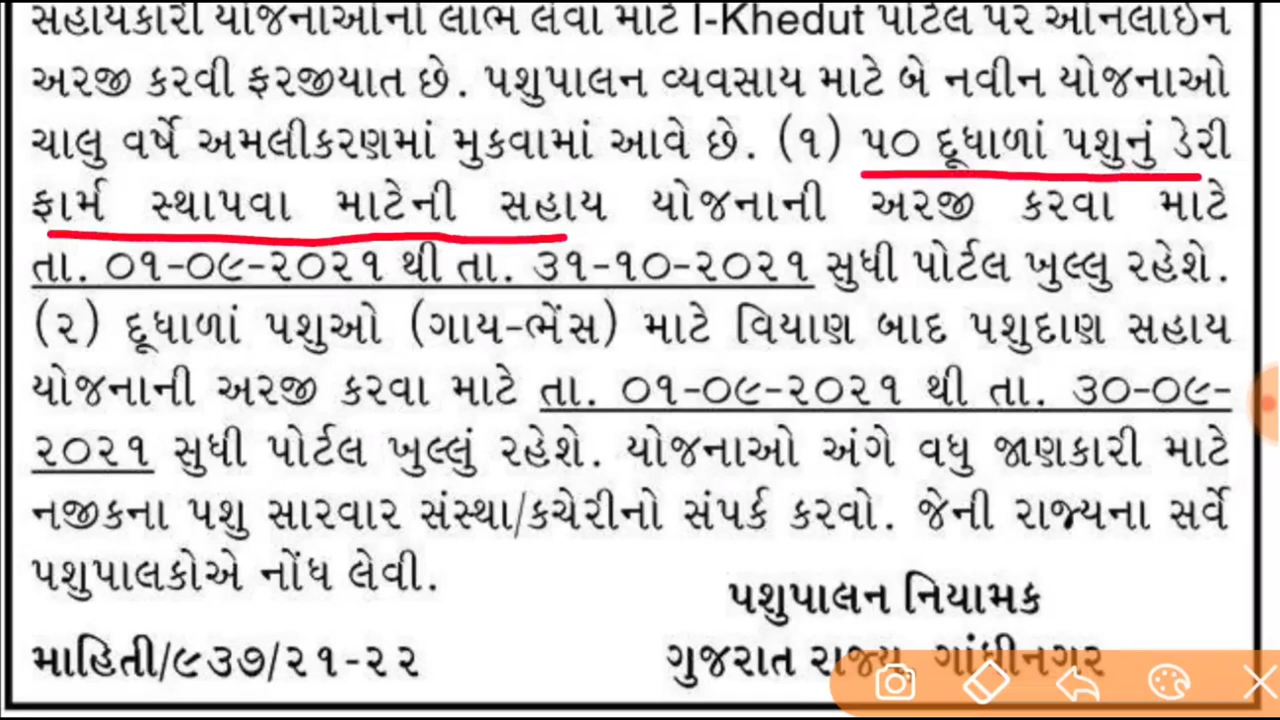 સહાયકારી યોજનાઓનો લાભ લેવા માટે I-Khedut પોર્ટલ પર ઓનલાઇન
અરજી કરવી ફરજીયાત છે. પશુપાલન વ્યવસાય માટે બે નવીન યોજનાઓ
ચાલુ વર્ષે અમલીકરણમાં મુકવામાં આવે છે. (૧) ૫૦ દૂધાળાં પશુનું ડેરી
ફાર્મ સ્થાપવા માટેની સહાય યોજનાની અરજી કરવા માટે
તા. ૦૧-૦૯-૨૦૨૧ થી તા. ૩૧-૧૦-૨૦૨૧ સુધી પોર્ટલ ખુલ્લુ રહેશે.
(૨) દૂધાળાં પશુઓ (ગાય-ભેંસ) માટે વિયાણ બાદ પશુદાણ સહાય
યોજનાની અરજી કરવા માટે તા. ૦૧-૦૯-૨૦૨૧ થી તા. ૩૦-૦૯-
૨૦૨૧ સુધી પોર્ટલ ખુલ્લું રહેશે. યોજનાઓ અંગે વધુ જાણકારી માટે
નજીકના પશુ સારવાર સંસ્થા/કચેરીનો સંપર્ક કરવો. જેની રાજ્યના સર્વે
પશુપાલકોએ નોંધ લેવી.
પશુપાલન નિયામક
માહિતી/૯૩૭/૨૧-૨૨ ગુજરાત રાજ્ય, ગાંધીનગર